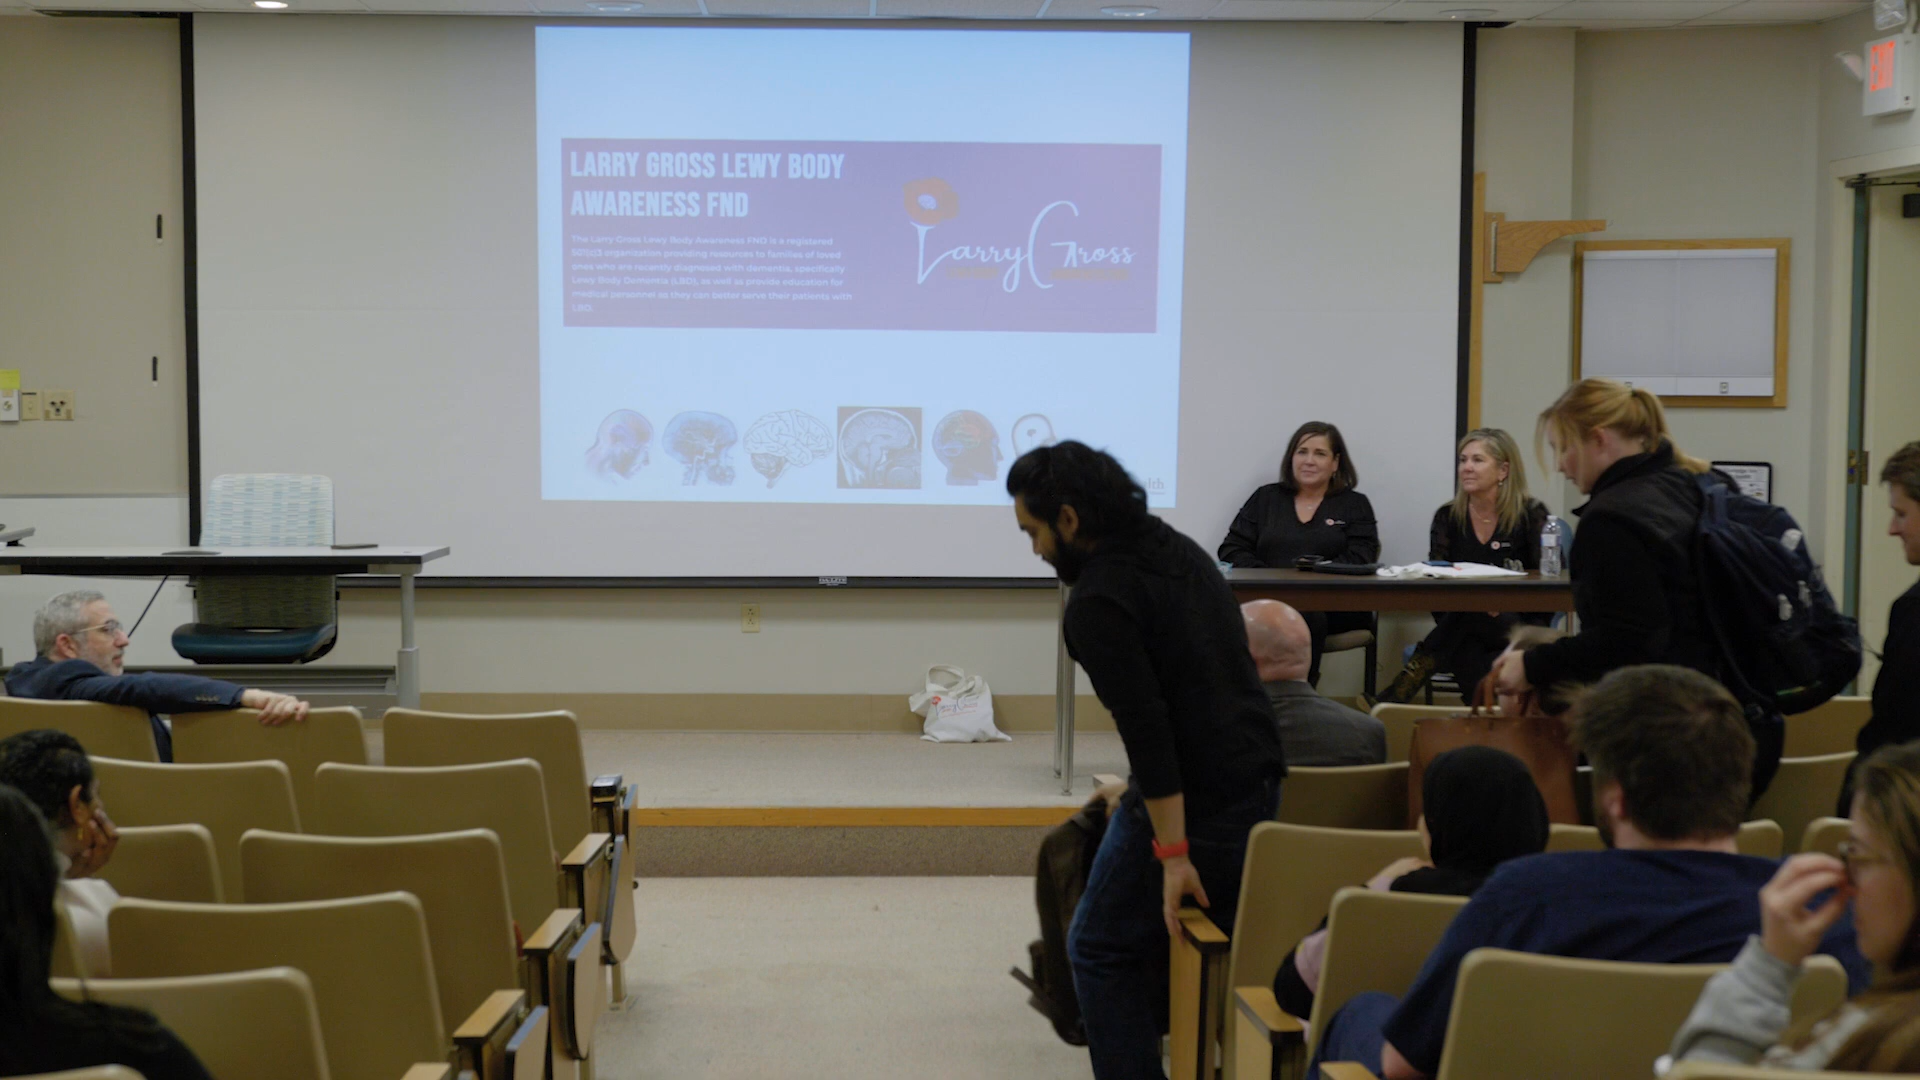 LARRY GROSS LEWY BODY
AWARENESS FND
The Larry Gross Lewy Body Awareness FND is a registered
501(c)3 organization providing resources to families of loved
ones who are recently diagnosed with dementia, specifically
Lewy Body Dementia (LBD), as well as provide education for
medical personnel so they can better serve their patients with
LBD.
Larry Gross
EXIT
Larry Gross